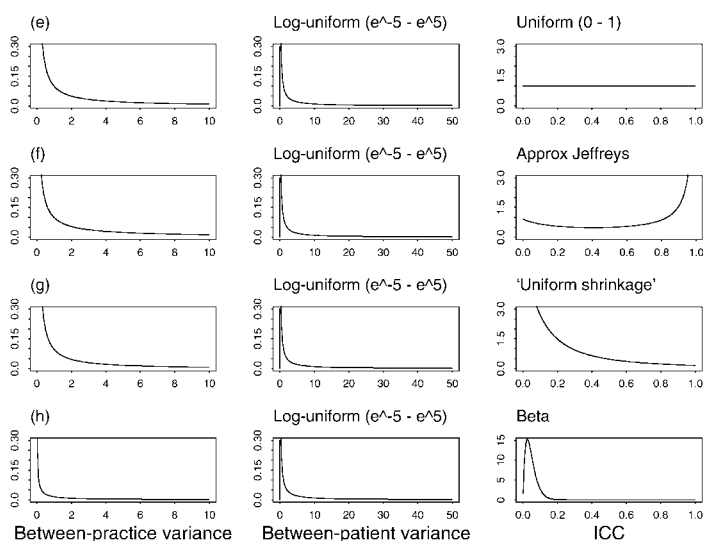 (e) Log-uniform (e^-5 - e^5) Uniform (0 - 1)
0.0 0.15 0.30 0.0 0.15 0.30 0.0 1.5 3.0
0 2 4 6 8 10 0 10 20 30 40 50 0.0 0.2 0.4 0.6 0.8 1.0
(f) Log-uniform (e^-5 - e^5) Approx Jeffreys
0.0 0.15 0.30 0.0 0.15 0.30 0.0 1.5 3.0
0 2 4 6 8 10 0 10 20 30 40 50 0.0 0.2 0.4 0.6 0.8 1.0
(g) Log-uniform (e^-5 - e^5) 'Uniform shrinkage'
0.0 0.15 0.30 0.0 0.15 0.30 0.0 1.5 3.0
0 2 4 6 8 10 0 10 20 30 40 50 0.0 0.2 0.4 0.6 0.8 1.0
(h) Log-uniform (e^-5 - e^5) Beta
0.0 0.15 0.30 0.0 0.15 0.30 0 5 10 15
0 2 4 6 8 10 0 10 20 30 40 50 0.0 0.2 0.4 0.6 0.8 1.0
Between-practice variance Between-patient variance ICC